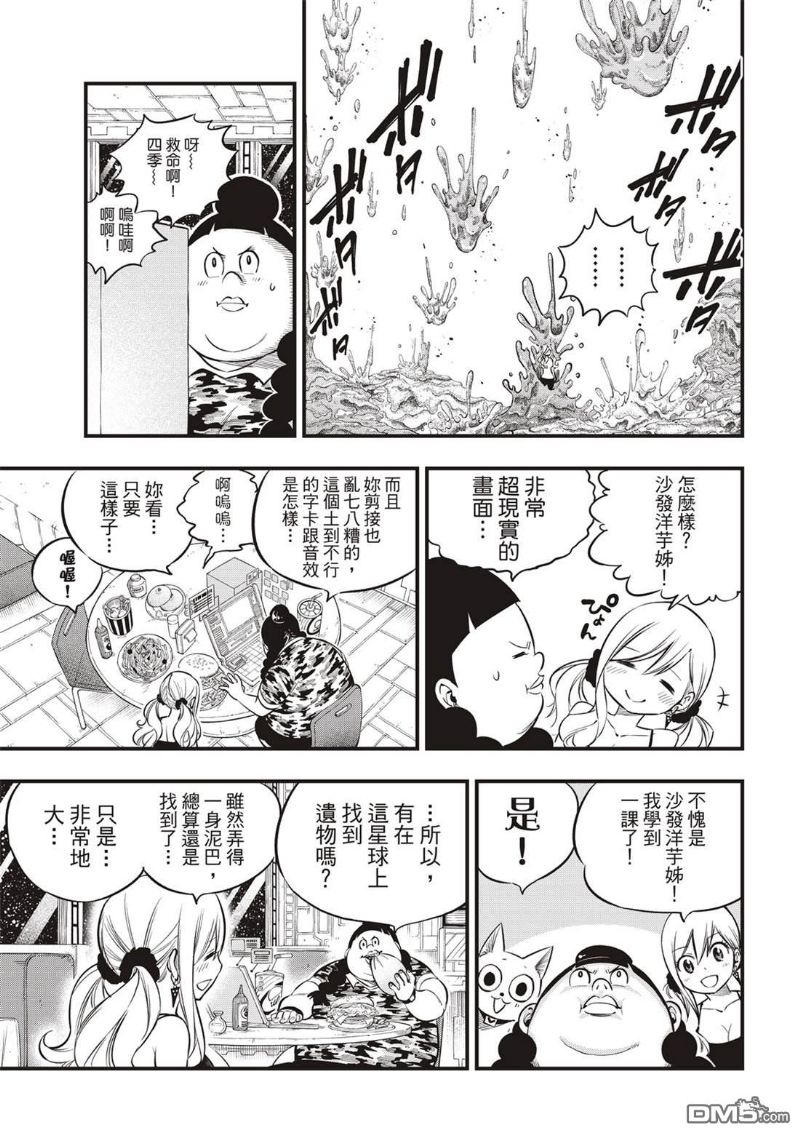 ボボ
ボタ
ボタ
ボタ
……
……
呀~
救命啊!
四季~
嗚哇啊
啊啊!
怎麼樣?
沙發洋芋姊!
非常
超現實的
畫面…
ぴょん
而且
妳剪接也
亂七八糟的,
這個土到不行
的字卡跟音效
是怎樣…
啊嗚嗚…
妳看…
只要
這樣子…
喔喔!
不愧是
沙發洋芋姊!
我學到
一課了!
是!
…所以,
有在
這星球上
找到
遺物嗎?
雖然弄得
一身泥巴,
總算還是
找到了…
只是…
非常地
大…
DM5.com